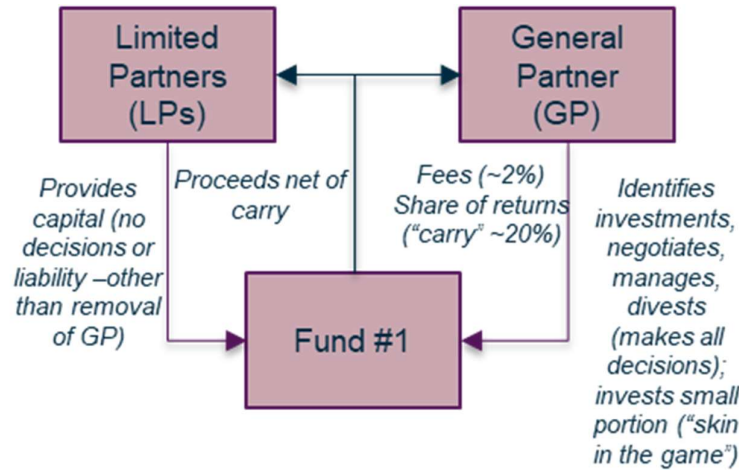 Limited
Partners
(LPs)
General
Partner
(GP)
Provides
capital (no
decisions or
liability –other
than removal
of GP)
Proceeds net of
carry
Fees (~2%)
Share of returns
("carry" ~20%)
Identifies
investments,
negotiates,
manages,
divests
(makes all
decisions);
invests small
portion ("skin
in the game")
Fund #1